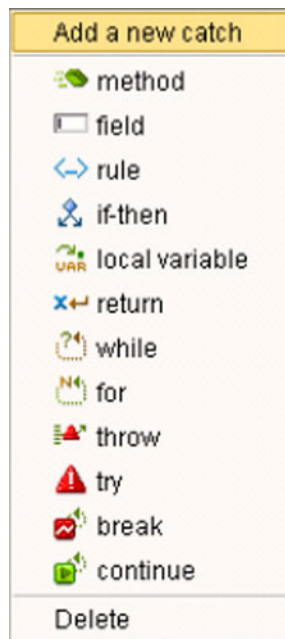 Add a new catch
method
field
rule
if-then
local variable
return
while
for
throw
try
break
continue
Delete